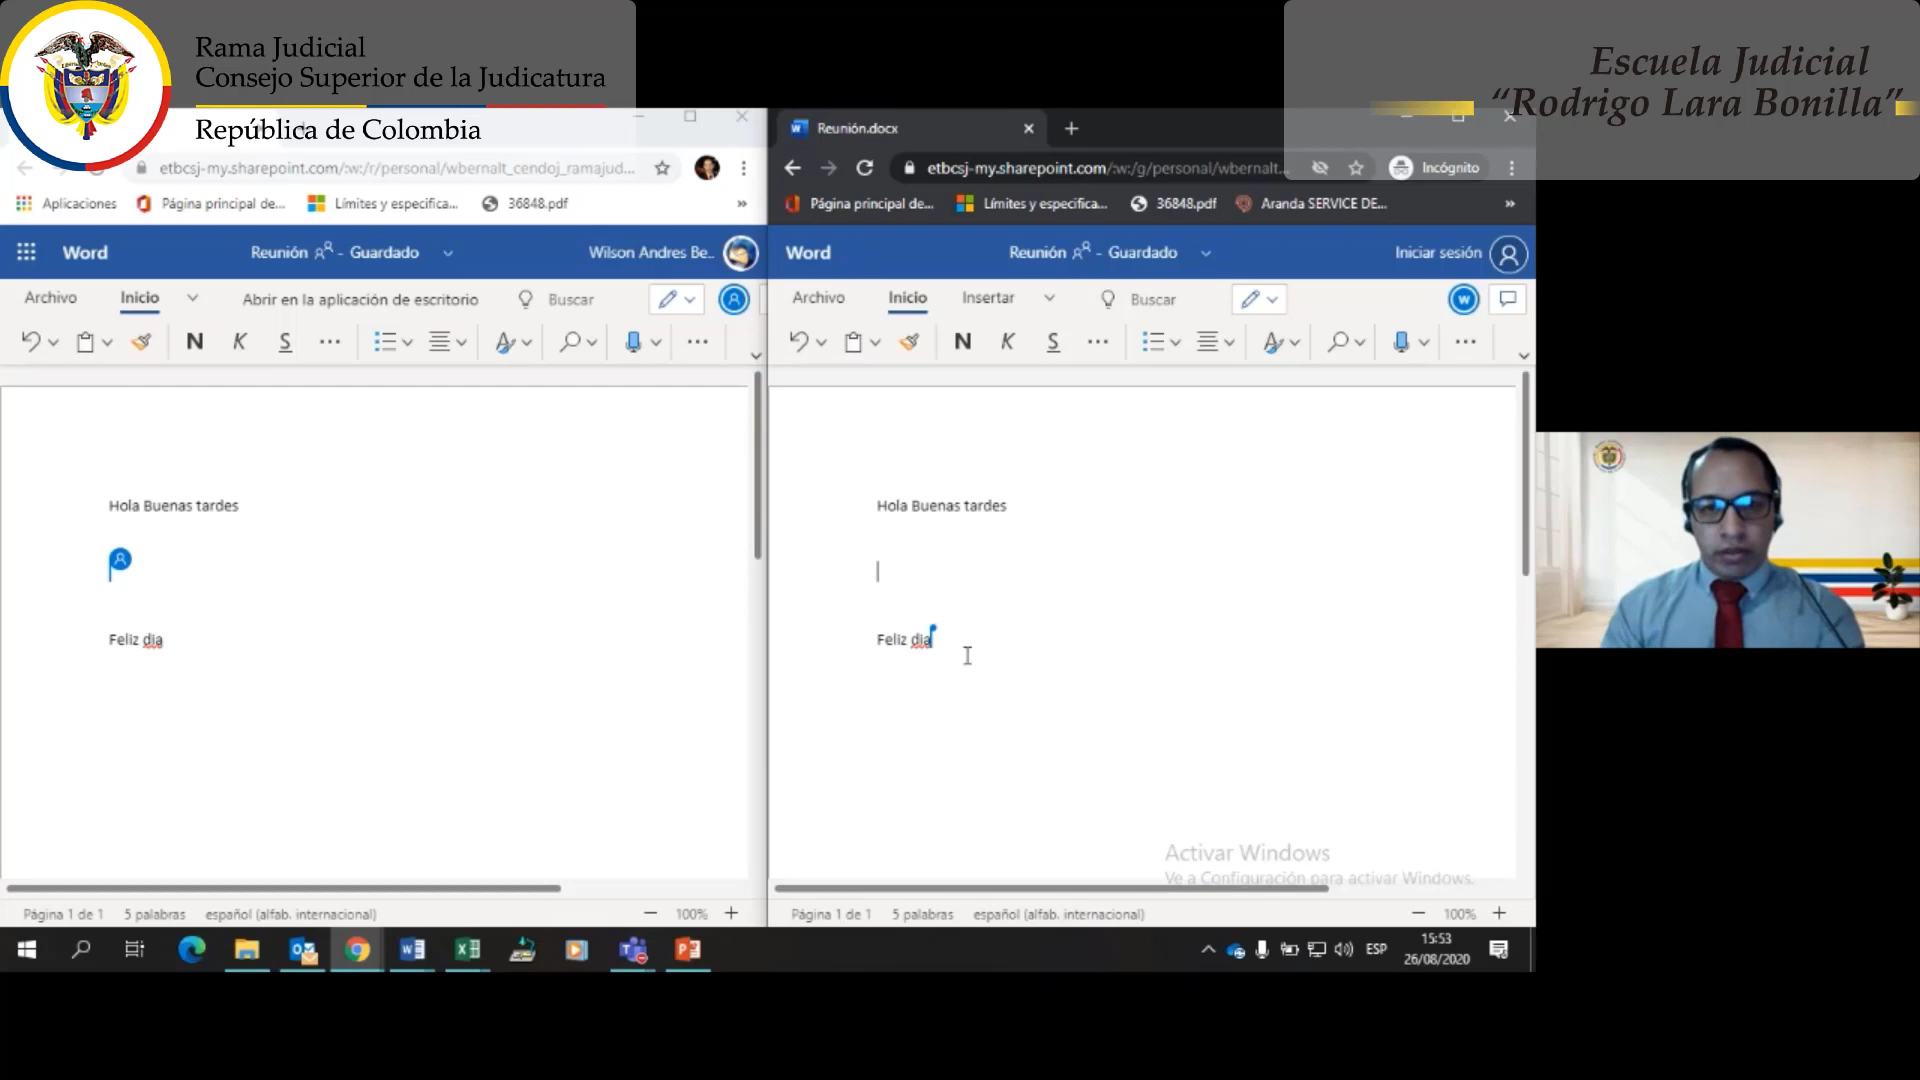 Rama Judicial
Consejo Superior de la Judicatura
República de Colombia
Escuela Judicial
“Rodrigo Lara Bonilla”
etbcsj-my.sharepoint.com/:w:/r/personal/wbernalt_cendoj_ramajud...
Aplicaciones
Página principal de...
Límites y especifica...
36848.pdf
»
Word
Reunión - Guardado
Wilson Andres Be..
Archivo
Inicio
Abrir en la aplicación de escritorio
Buscar
N K S ...
Hola Buenas tardes
Feliz dia
Página 1 de 1
5 palabras
español (alfab. internacional)
100%
Reunión.docx
etbcsj-my.sharepoint.com/:w:/g/personal/wbernalt...
Incógnito
Página principal de...
Límites y especifica...
36848.pdf
Aranda SERVICE DE...
»
Word
Reunión - Guardado
Iniciar sesión
Archivo
Inicio
Insertar
Buscar
W
N K S ...
Hola Buenas tardes
Feliz dia
Activar Windows
Ve a Configuración para activar Windows.
Página 1 de 1
5 palabras
español (alfab. internacional)
100%
ESP
15:53
26/08/2020